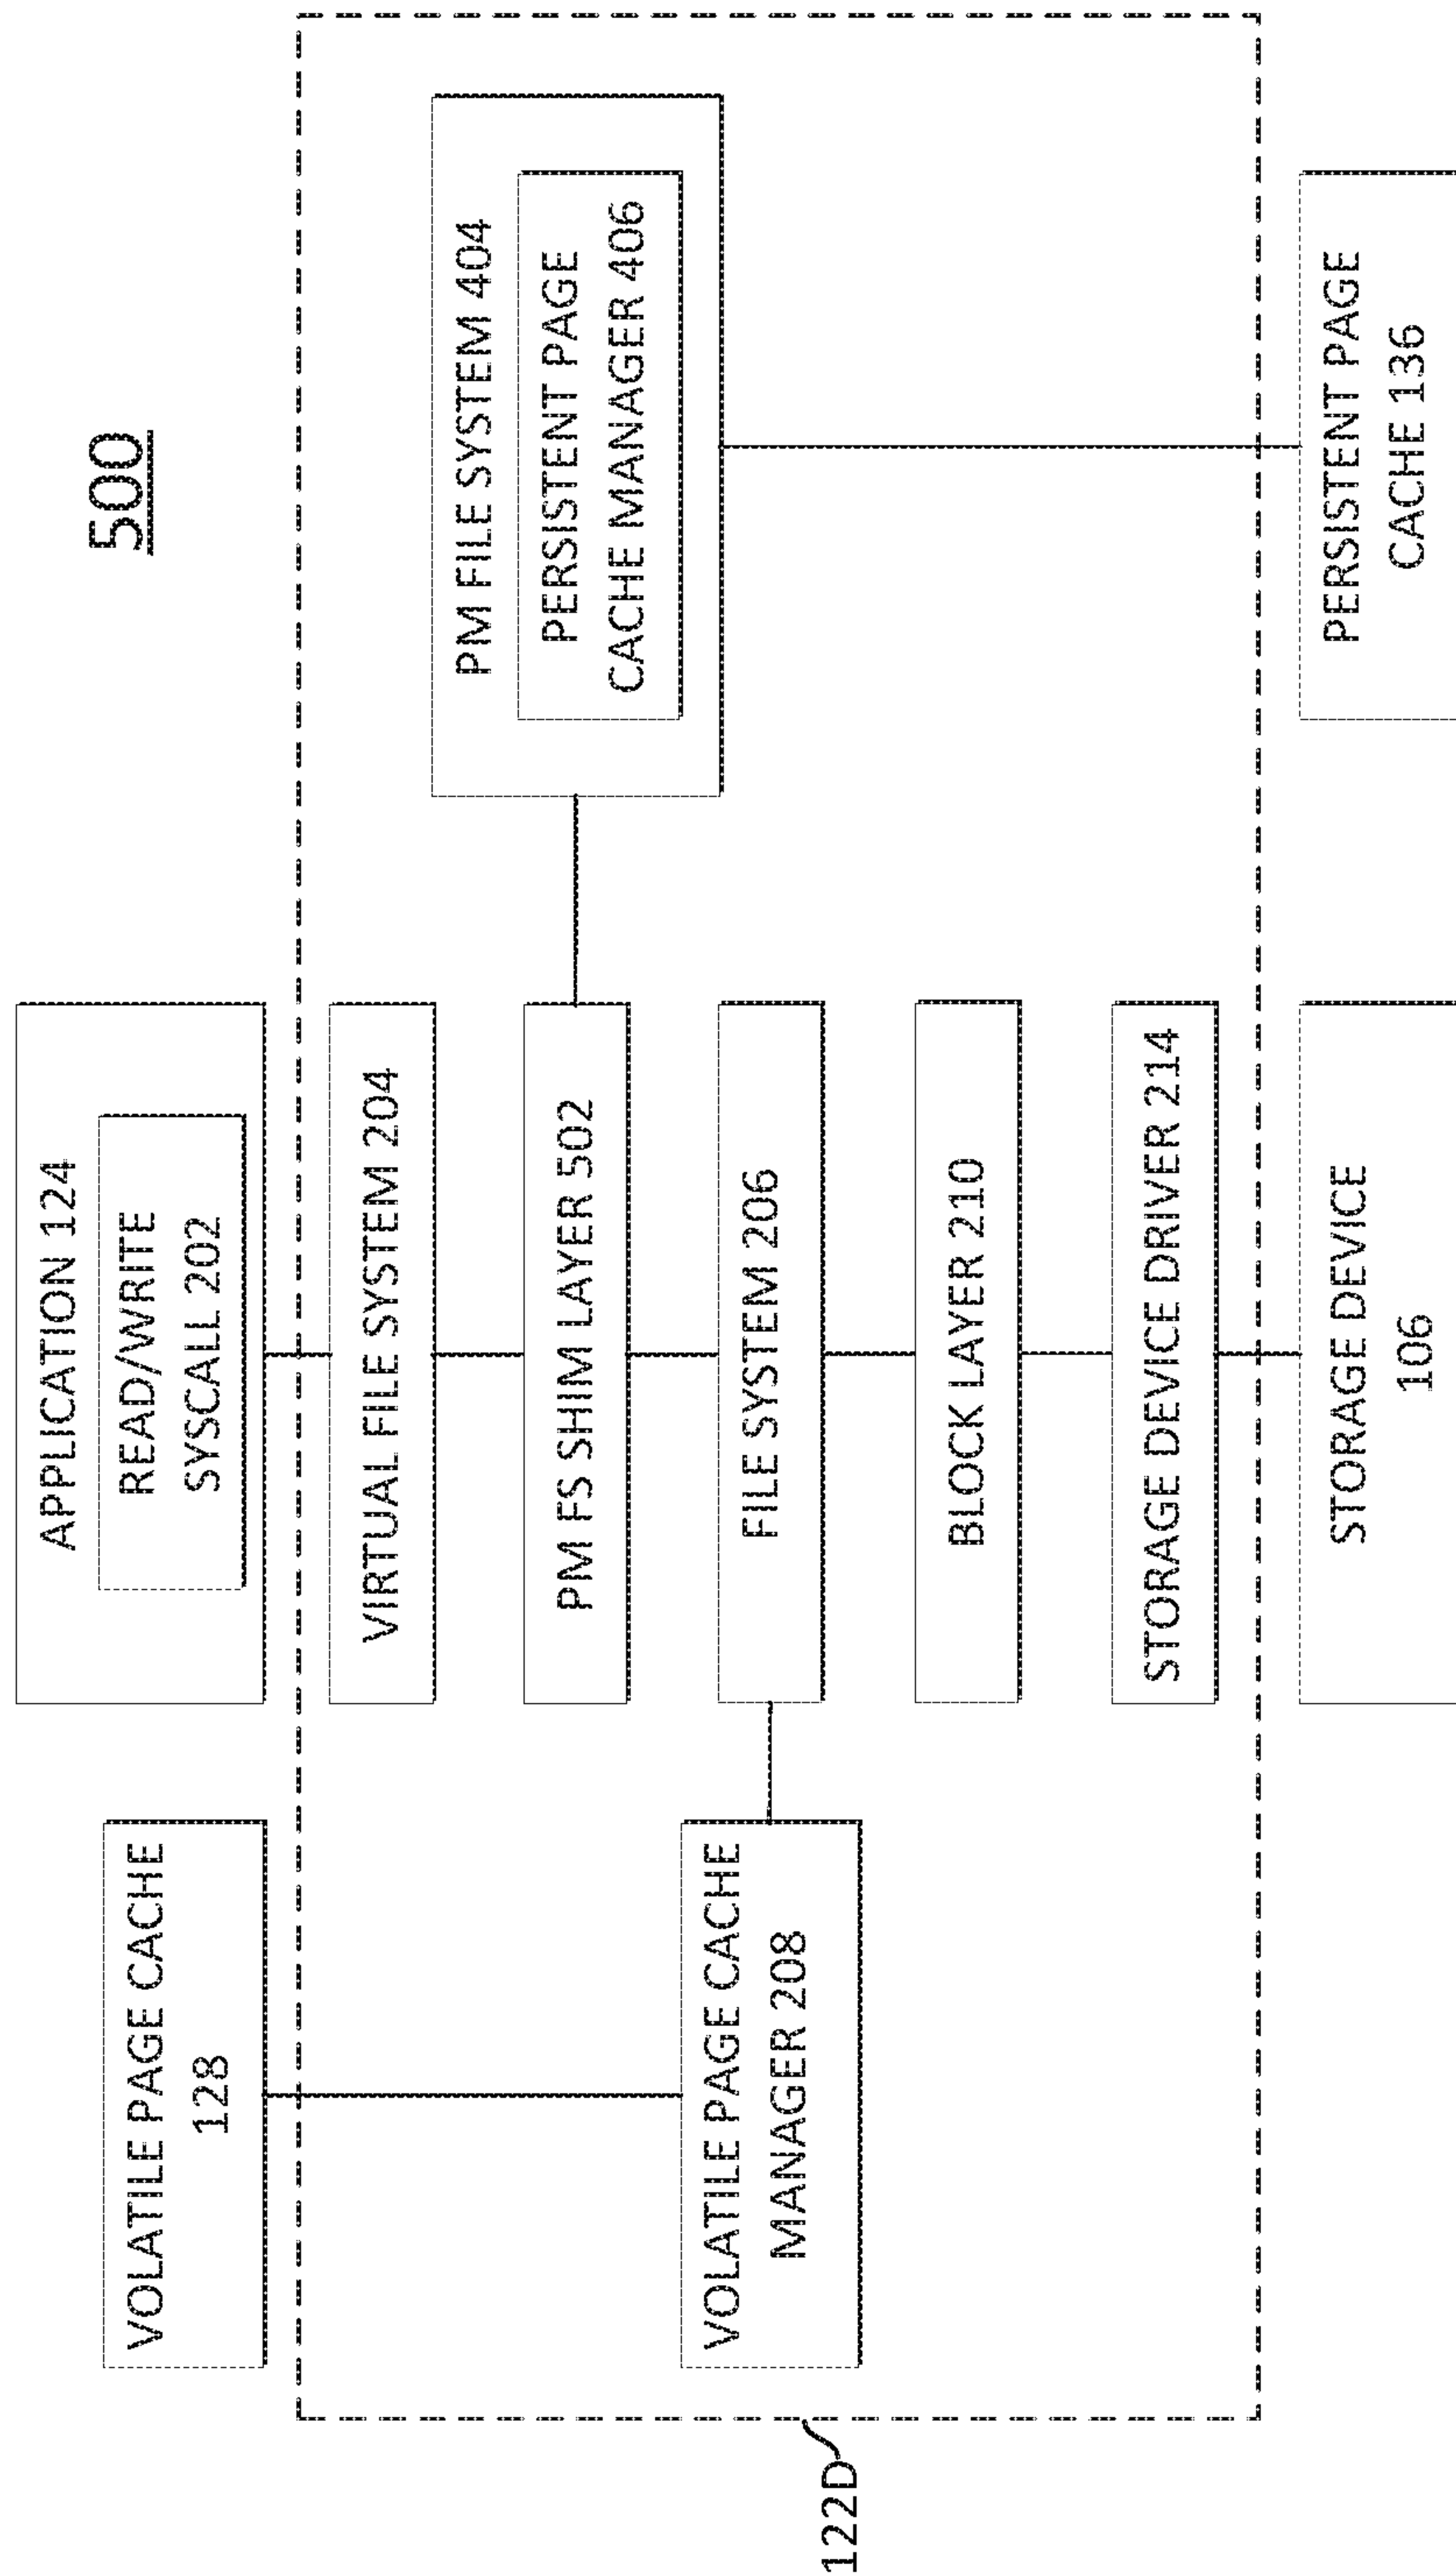 500
VOLATILE PAGE CACHE
128
APPLICATION 124
READ/WRITE
SYSCALL 202
VIRTUAL FILE SYSTEM 204
PM FS SHIM LAYER 502
PM FILE SYSTEM 404
PERSISTENT PAGE
CACHE MANAGER 406
VOLATILE PAGE CACHE
MANAGER 208
FILE SYSTEM 206
BLOCK LAYER 210
STORAGE DEVICE DRIVER 214
122D
STORAGE DEVICE
106
PERSISTENT PAGE
CACHE 136